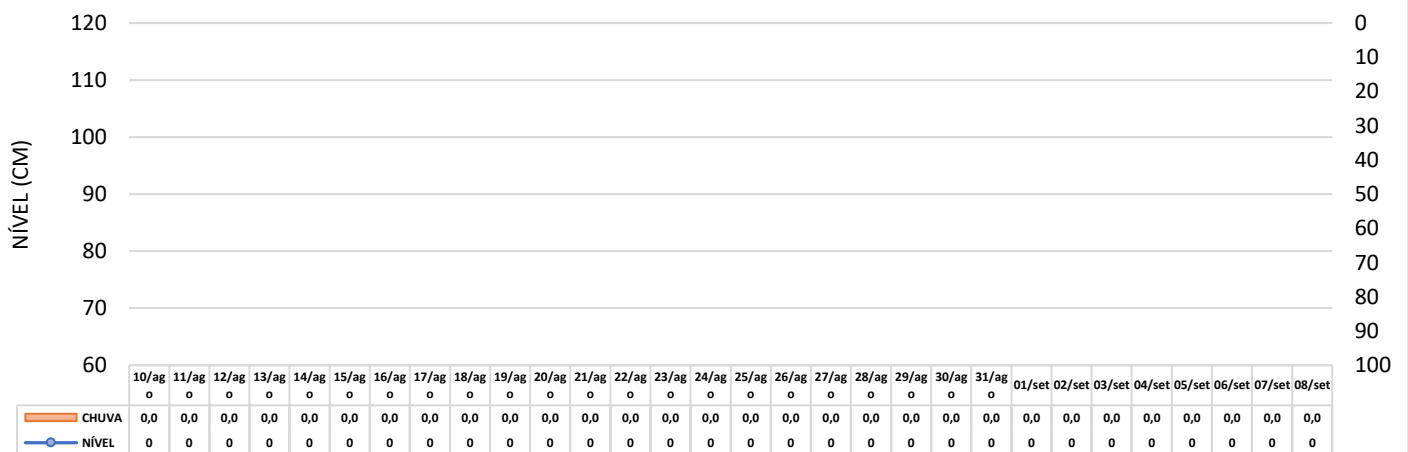 NÍVEL (CM)
120 0
110 10
100 20
90 30
80 40
70 50
60 60
70
80
90
100
10/ago 11/ago 12/ago 13/ago 14/ago 15/ago 16/ago 17/ago 18/ago 19/ago 20/ago 21/ago 22/ago 23/ago 24/ago 25/ago 26/ago 27/ago 28/ago 29/ago 30/ago 31/ago 01/set 02/set 03/set 04/set 05/set 06/set 07/set 08/set
CHUVA 0,0 0,0 0,0 0,0 0,0 0,0 0,0 0,0 0,0 0,0 0,0 0,0 0,0 0,0 0,0 0,0 0,0 0,0 0,0 0,0 0,0 0,0 0,0 0,0 0,0 0,0 0,0 0,0 0,0 0,0
NÍVEL 0 0 0 0 0 0 0 0 0 0 0 0 0 0 0 0 0 0 0 0 0 0 0 0 0 0 0 0 0 0